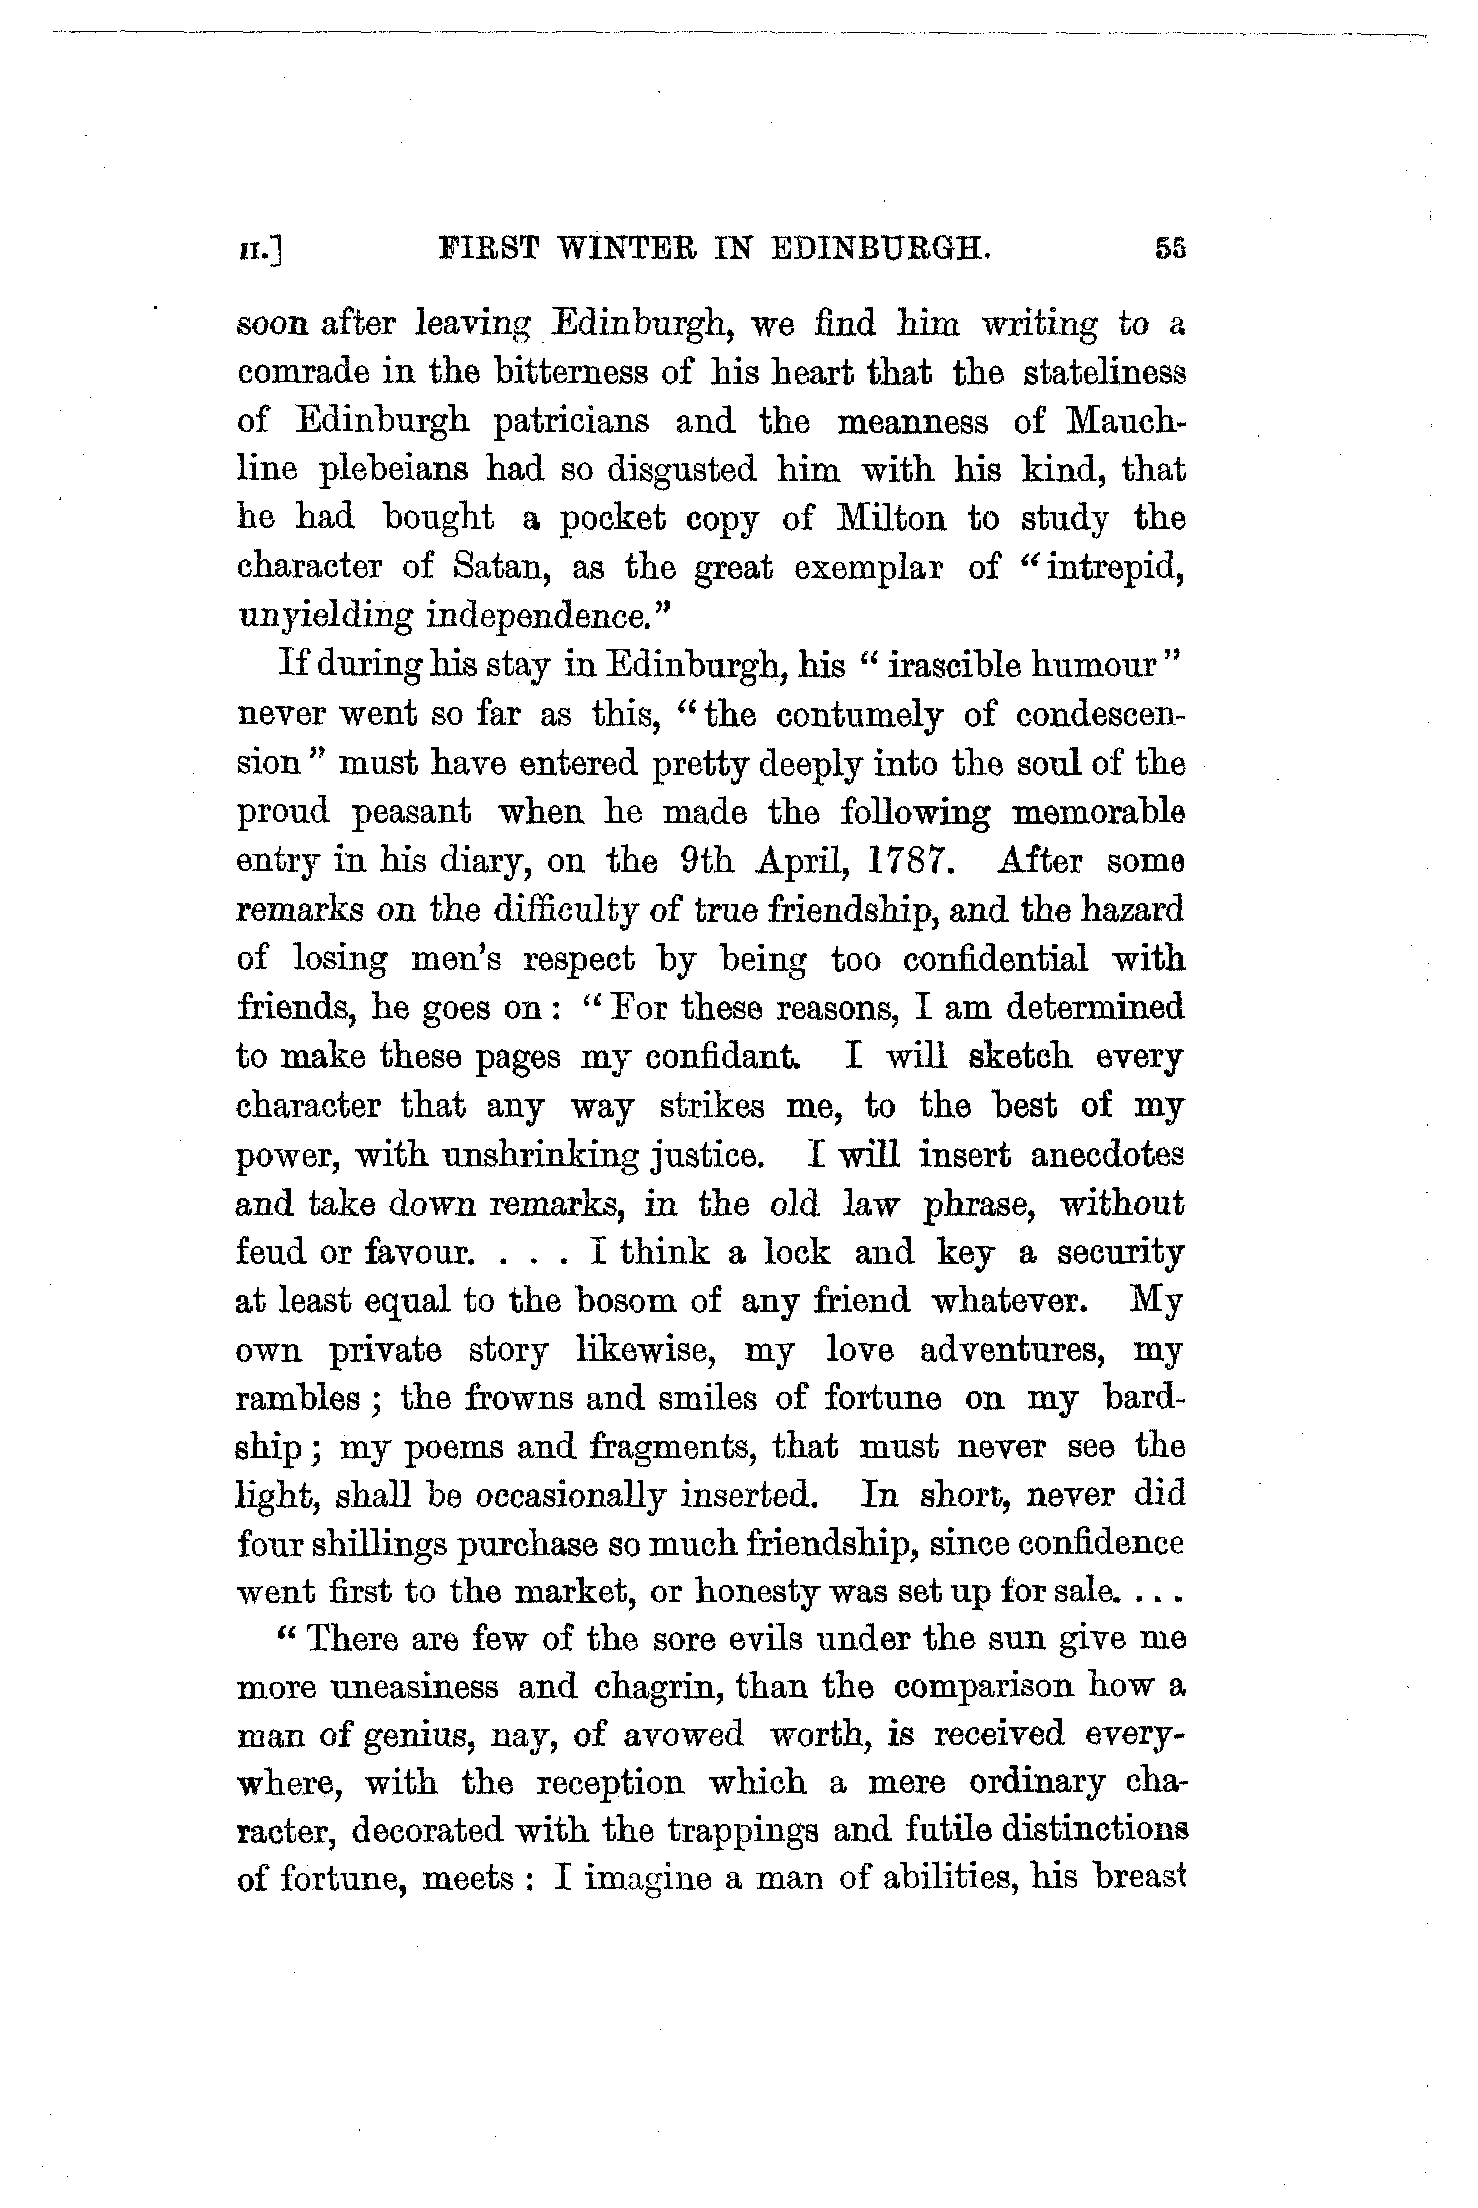 II.] FIRST WINTER IN EDINBURGH. 55
soon after leaving Edinburgh, we find him writing to a
comrade in the bitterness of his heart that the stateliness
of Edinburgh patricians and the meanness of Mauch-
line plebeians had so disgusted him with his kind, that
he had bought a pocket copy of Milton to study the
character of Satan, as the great exemplar of “intrepid,
unyielding independence.”
If during his stay in Edinburgh, his “irascible humour”
never went so far as this, “the contumely of condescen-
sion” must have entered pretty deeply into the soul of the
proud peasant when he made the following memorable
entry in his diary, on the 9th April, 1787. After some
remarks on the difficulty of true friendship, and the hazard
of losing men's respect by being too confidential with
friends, he goes on: “For these reasons, I am determined
to make these pages my confidant. I will sketch every
character that any way strikes me, to the best of my
power, with unshrinking justice. I will insert anecdotes
and take down remarks, in the old law phrase, without
feud or favour. . . . I think a lock and key a security
at least equal to the bosom of any friend whatever. My
own private story likewise, my love adventures, my
rambles; the frowns and smiles of fortune on my bard-
ship; my poems and fragments, that must never see the
light, shall be occasionally inserted. In short, never did
four shillings purchase so much friendship, since confidence
went first to the market, or honesty was set up for sale. . . .
“There are few of the sore evils under the sun give me
more uneasiness and chagrin, than the comparison how a
man of genius, nay, of avowed worth, is received every-
where, with the reception which a mere ordinary cha-
racter, decorated with the trappings and futile distinctions
of fortune, meets: I imagine a man of abilities, his breast